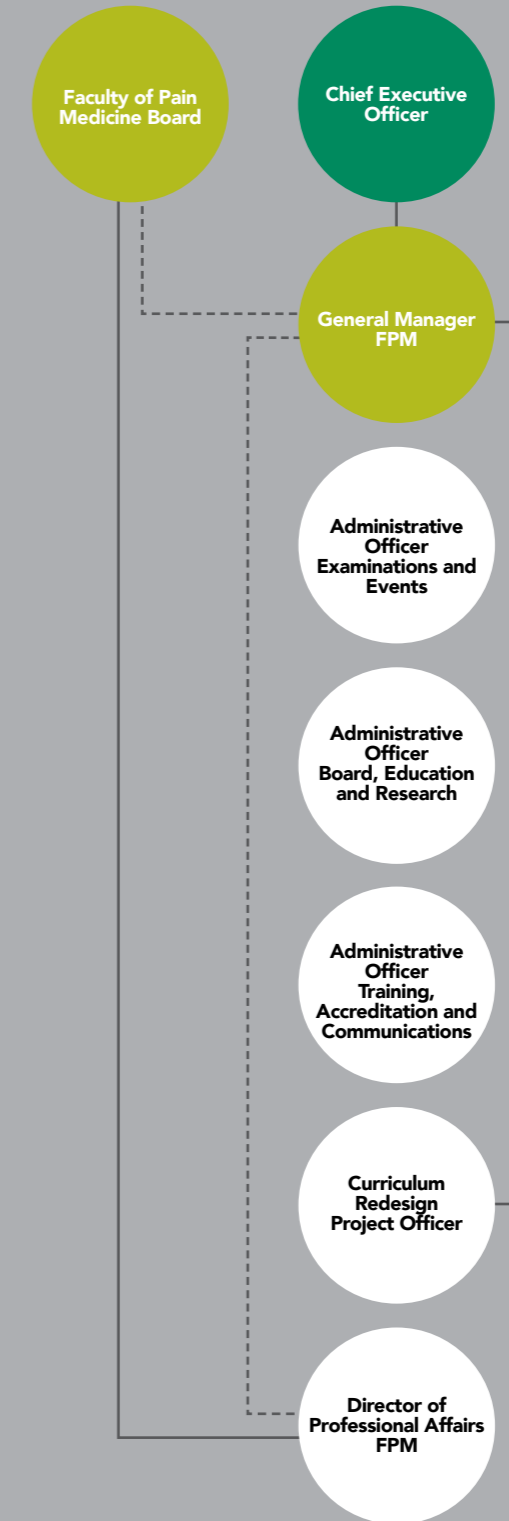 Faculty of Pain
Medicine Board
Chief Executive
Officer
General Manager
FPM
Administrative
Officer
Examinations and
Events
Administrative
Officer
Board, Education
and Research
Administrative
Officer
Training,
Accreditation and
Communications
Curriculum
Redesign
Project Officer
Director of
Professional Affairs
FPM